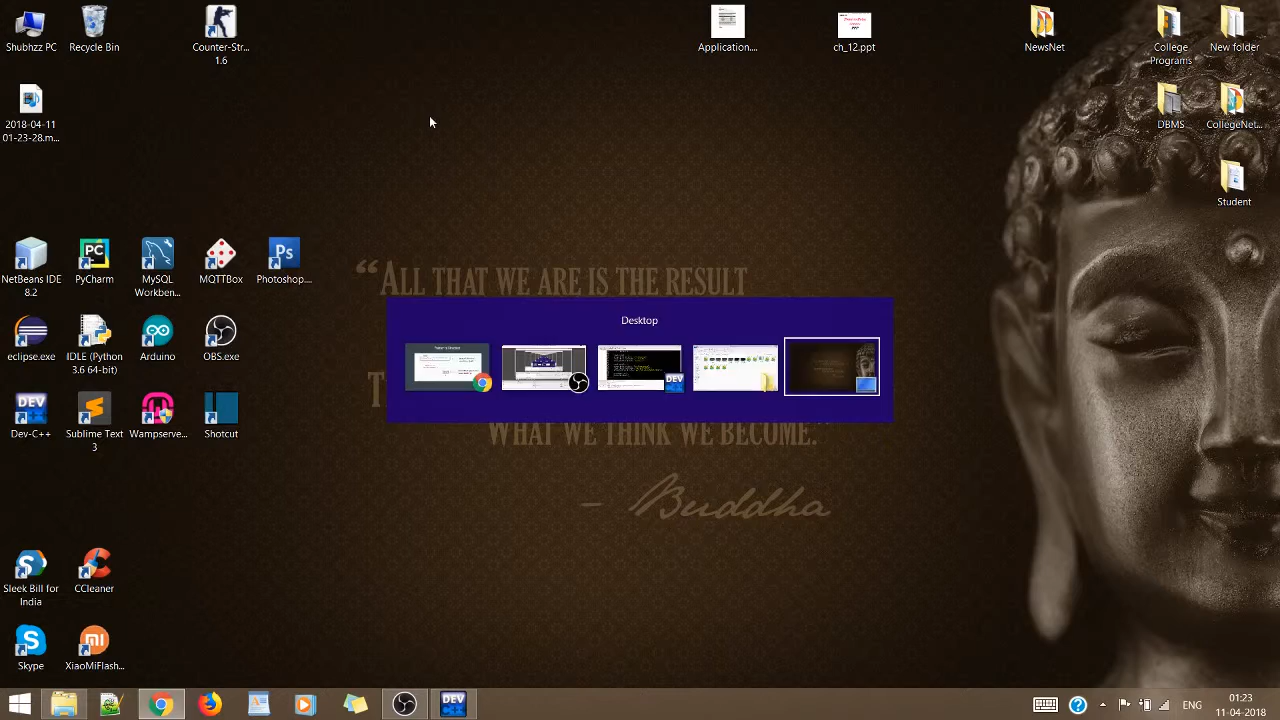 Recycle Bin
Counter-Str...
1.6
Application....
ch_12.ppt
NewsNet
College
Programs
New folder
2018-04-11
01-23-28.m...
DBMS
CollegeNet...
Student
NetBeans IDE
8.2
PyCharm
MySQL
Workben...
MQTTBox
Photoshop....
“ALL THAT WE ARE IS THE RESULT
Desktop
eclipse.exe
IDLE (Python
3.6 64-bit)
Arduino
OBS.exe
WHAT WE THINK WE BECOME.”
Dev-C++
Sublime Text
3
Wampserve...
Shotcut
– Buddha
Sleek Bill for
India
CCleaner
Skype
XiaoMiFlash...
DEV
ENG
01:23
11-04-2018